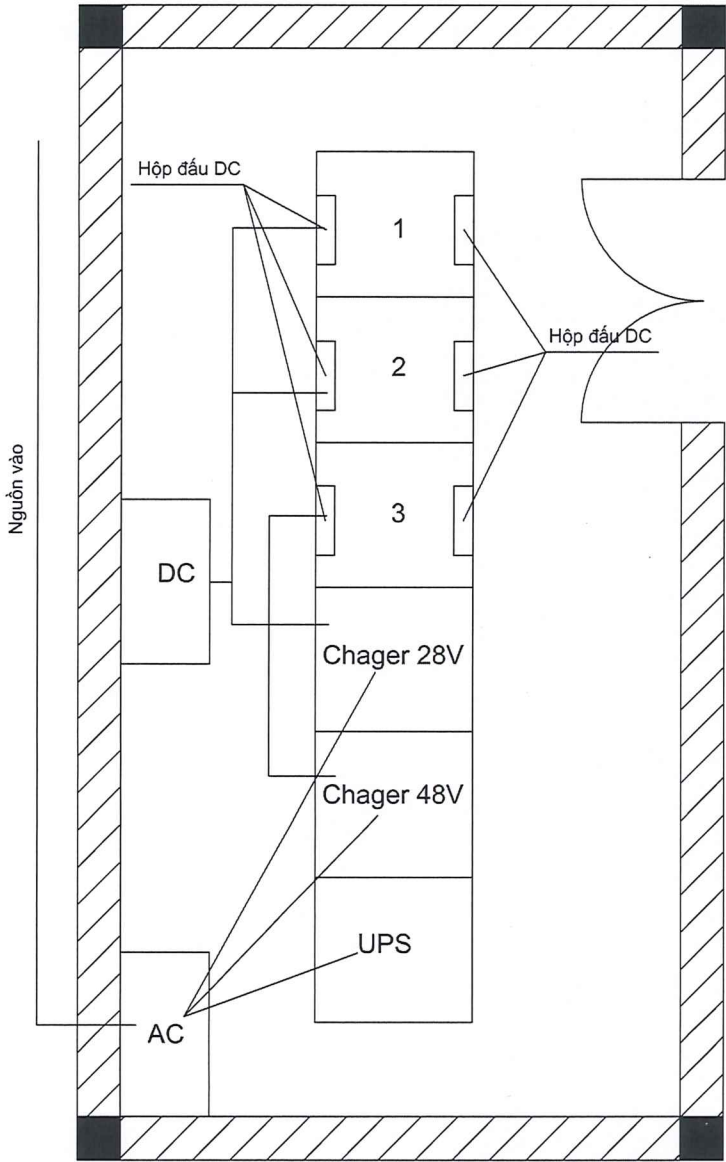 Hộp đấu DC
1
2
Hộp đấu DC
3
Nguồn vào
DC
Chager 28V
Chager 48V
UPS
AC